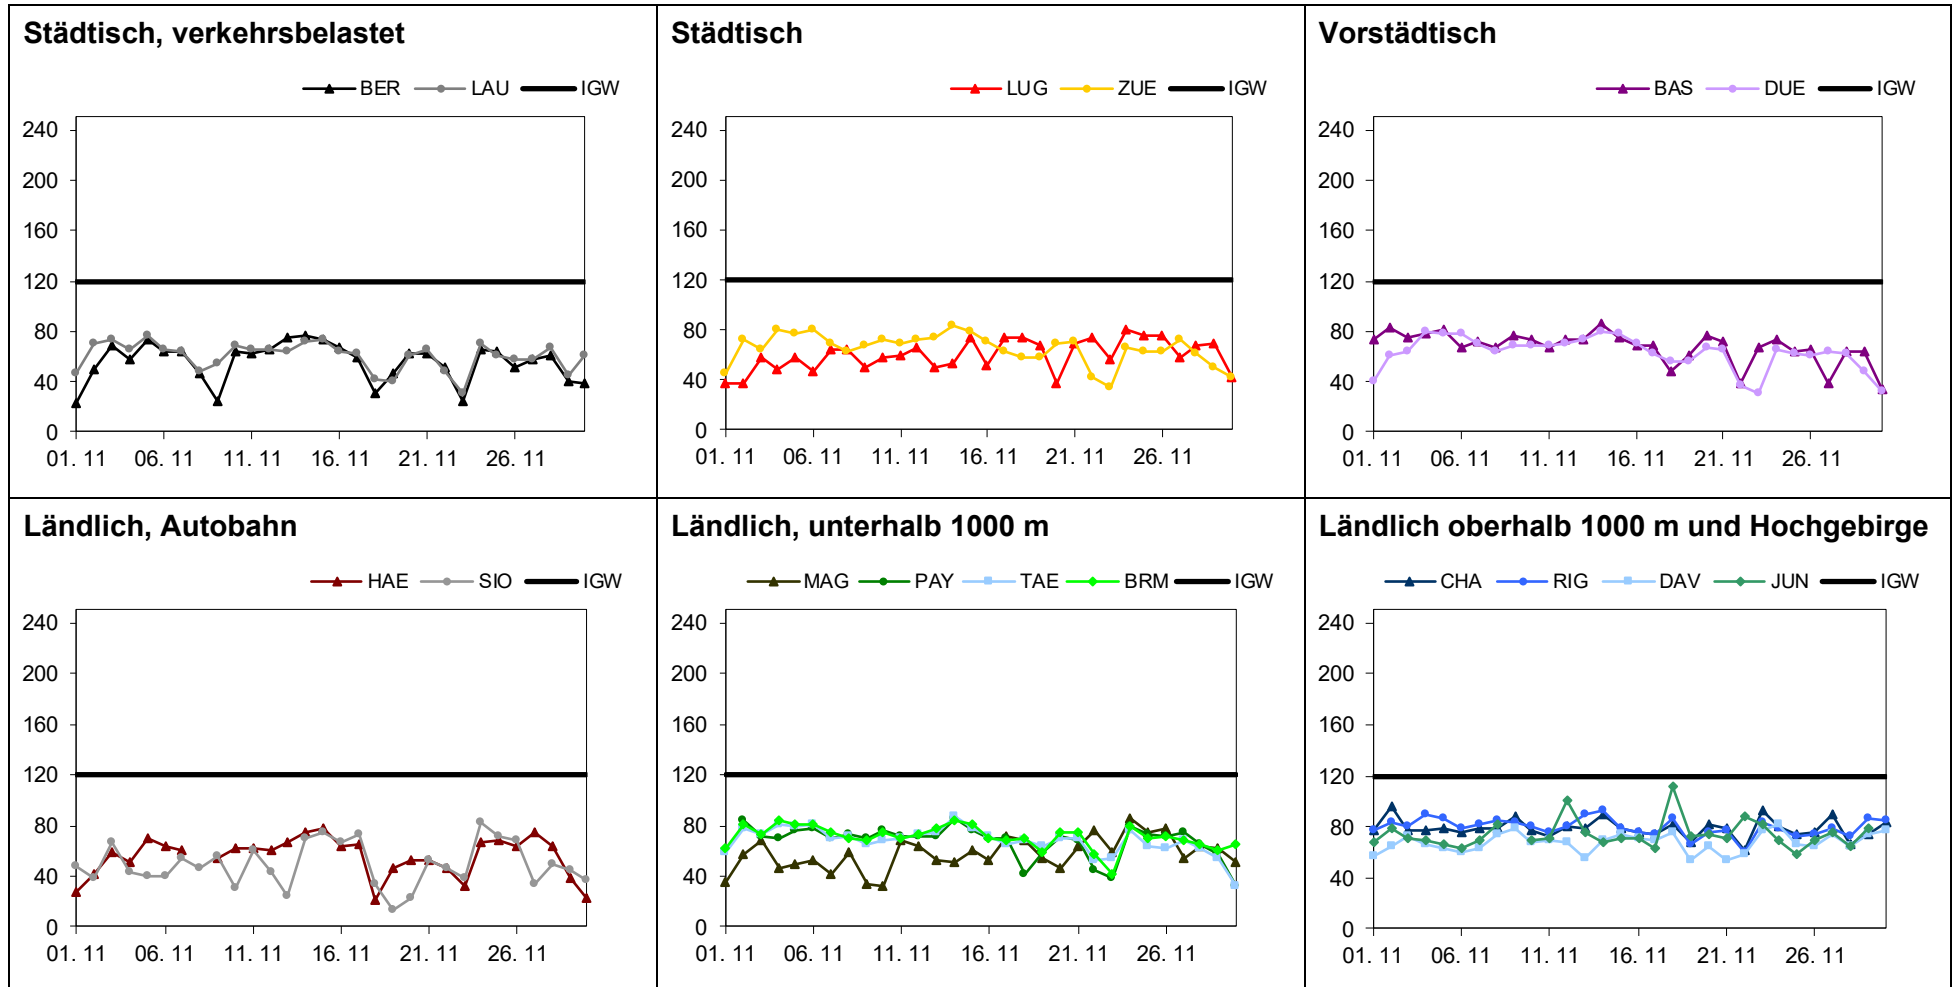 Städtisch, verkehrsbelastet
BER LAU IGW
240
200
160
120
80
40
0
01. 11 06. 11 11. 11 16. 11 21. 11 26. 11
Städtisch
LUG ZUE IGW
240
200
160
120
80
40
0
01. 11 06. 11 11. 11 16. 11 21. 11 26. 11
Vorstädtisch
BAS DUE IGW
240
200
160
120
80
40
0
01. 11 06. 11 11. 11 16. 11 21. 11 26. 11
Ländlich, Autobahn
HAE SIO IGW
240
200
160
120
80
40
0
01. 11 06. 11 11. 11 16. 11 21. 11 26. 11
Ländlich, unterhalb 1000 m
MAG PAY TAE BRM IGW
240
200
160
120
80
40
0
01. 11 06. 11 11. 11 16. 11 21. 11 26. 11
Ländlich oberhalb 1000 m und Hochgebirge
CHA RIG DAV JUN IGW
240
200
160
120
80
40
0
01. 11 06. 11 11. 11 16. 11 21. 11 26. 11